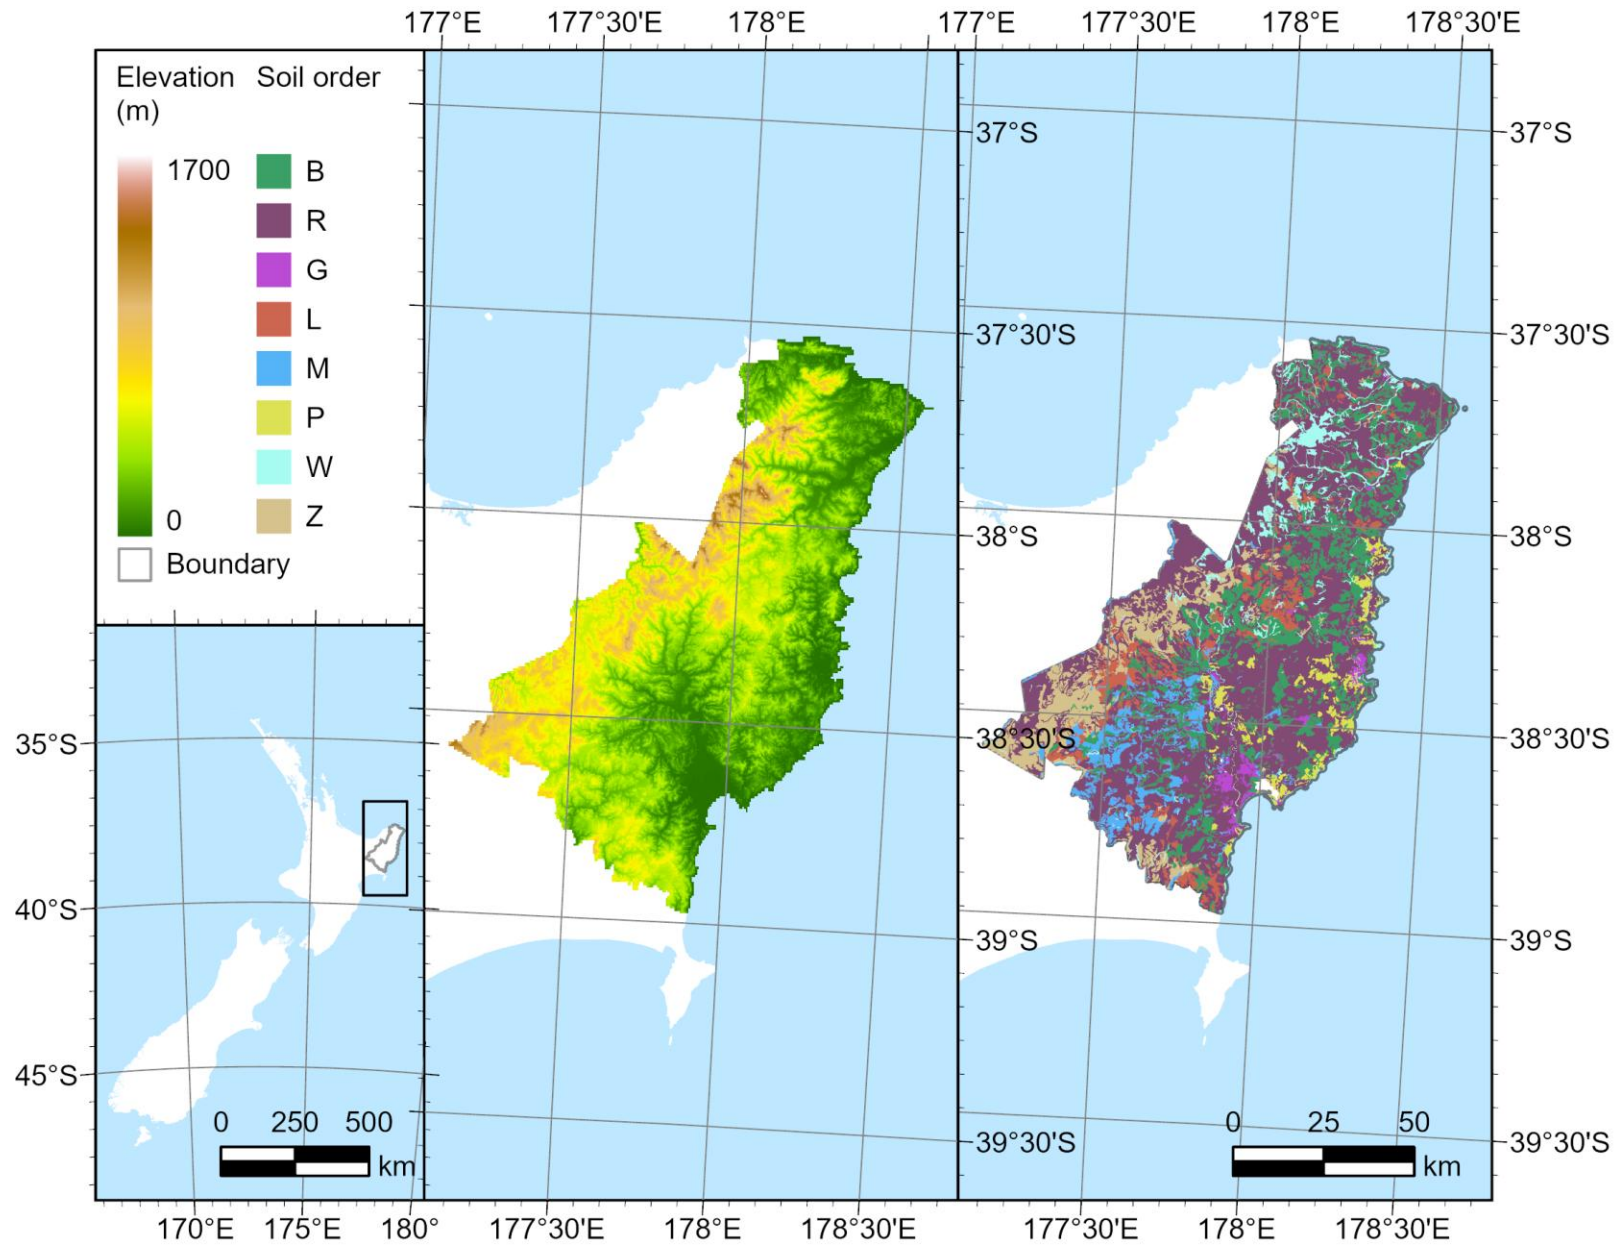 177°E 177°30'E 178°E 177°E 177°30'E 178°E 178°30'E
Elevation
(m)
Soil order
1700
0
B
R
G
L
M
P
W
Z
Boundary
37°S 37°S
37°30'S 37°30'S
38°S 38°S
38°30'S 38°30'S
39°S 39°S
39°30'S 39°30'S
35°S
40°S
45°S
0 250 500
km
0 25 50
km
170°E 175°E 180° 177°30'E 178°E 178°30'E 177°30'E 178°E 178°30'E